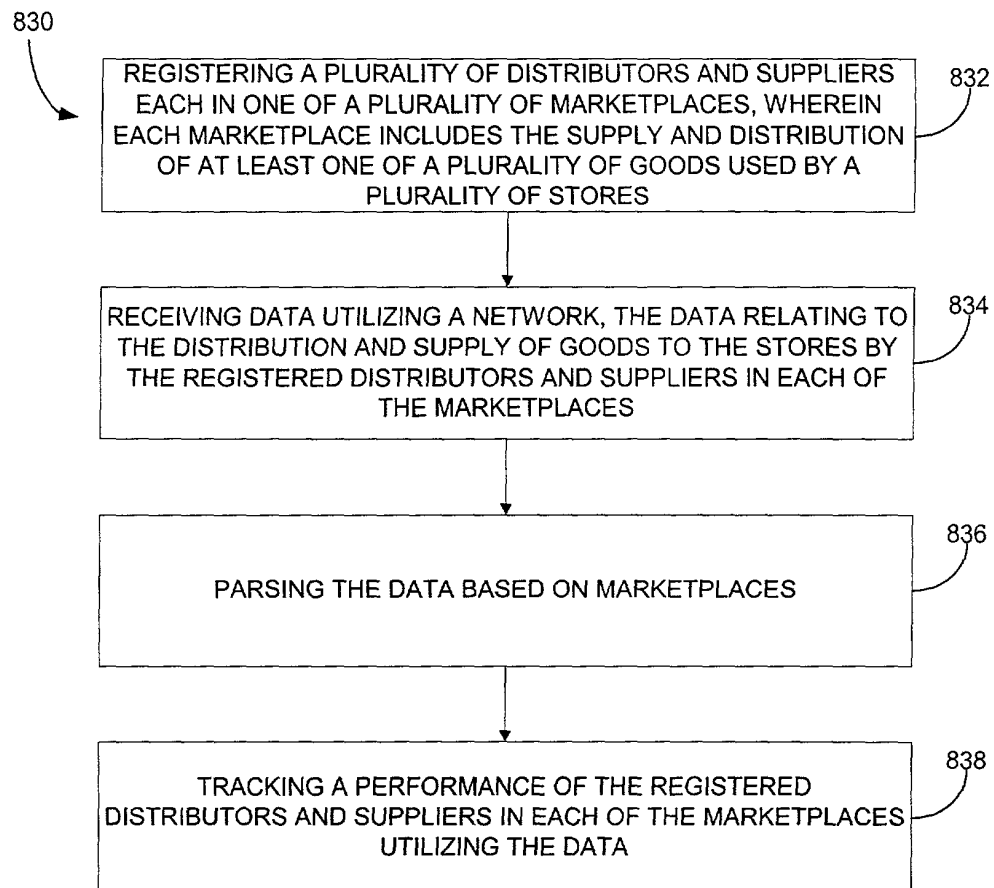 830
REGISTERING A PLURALITY OF DISTRIBUTORS AND SUPPLIERS
EACH IN ONE OF A PLURALITY OF MARKETPLACES, WHEREIN
EACH MARKETPLACE INCLUDES THE SUPPLY AND DISTRIBUTION
OF AT LEAST ONE OF A PLURALITY OF GOODS USED BY A
PLURALITY OF STORES
832
RECEIVING DATA UTILIZING A NETWORK, THE DATA RELATING TO
THE DISTRIBUTION AND SUPPLY OF GOODS TO THE STORES BY
THE REGISTERED DISTRIBUTORS AND SUPPLIERS IN EACH OF
THE MARKETPLACES
834
PARSING THE DATA BASED ON MARKETPLACES
836
TRACKING A PERFORMANCE OF THE REGISTERED
DISTRIBUTORS AND SUPPLIERS IN EACH OF THE MARKETPLACES
UTILIZING THE DATA
838